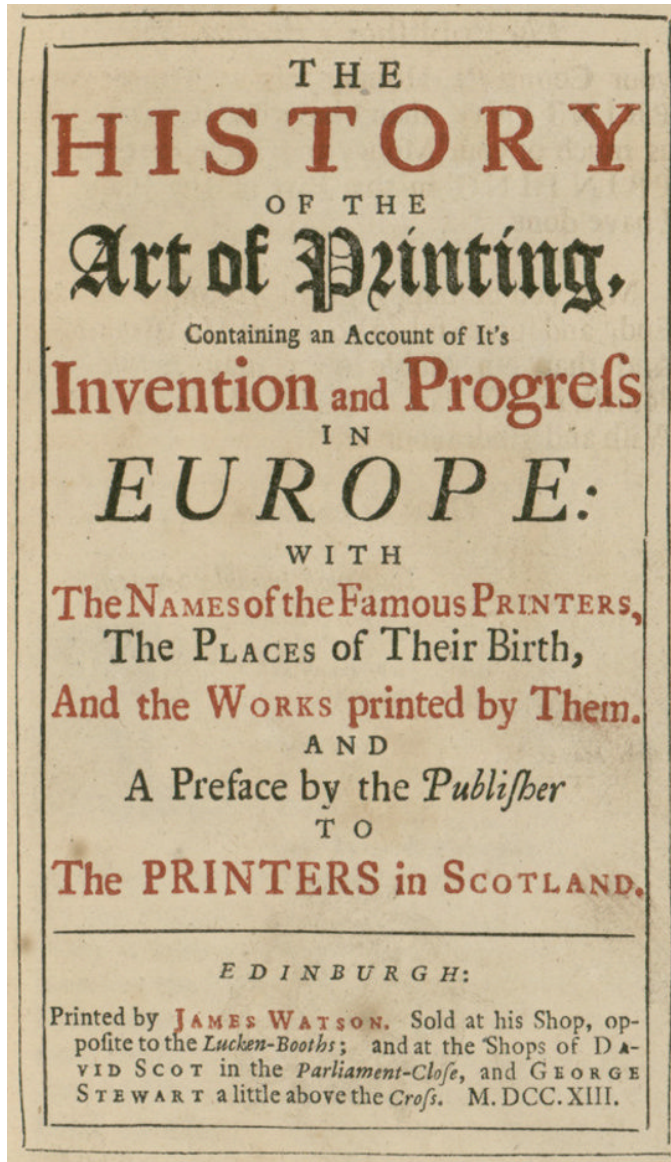 THE
HISTORY
OF THE
Art of Printing,
Containing an Account of It's
Invention and Progreſs
IN
EUROPE:
WITH
The NAMES of the Famous PRINTERS,
The PLACES of Their Birth,
And the WORKS printed by Them.
AND
A Preface by the Publiſher
TO
The PRINTERS in SCOTLAND.
EDINBURGH:
Printed by JAMES WATSON. Sold at his Shop, op-
poſite to the Lucken-Booths; and at the Shops of DA-
VID SCOT in the Parliament-Cloſe, and GEORGE
STEWART a little above the Croſs. M. DCC. XIII.